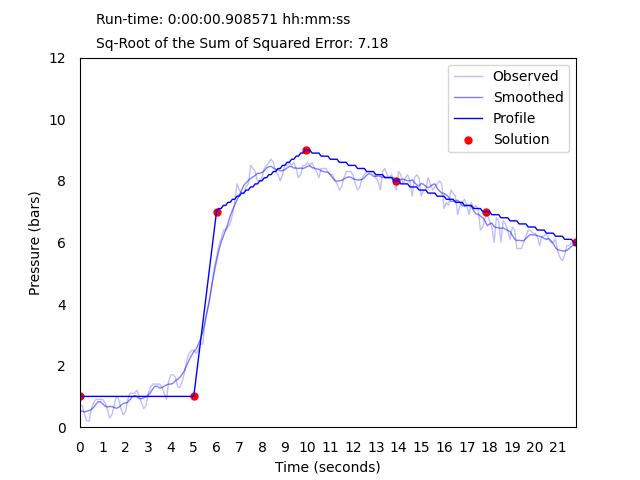 Run-time: 0:00:00.908571 hh:mm:ss
Sq-Root of the Sum of Squared Error: 7.18
Observed
Smoothed
Profile
Solution
12
10
8
6
4
2
0
Pressure (bars)
0 1 2 3 4 5 6 7 8 9 10 11 12 13 14 15 16 17 18 19 20 21
Time (seconds)